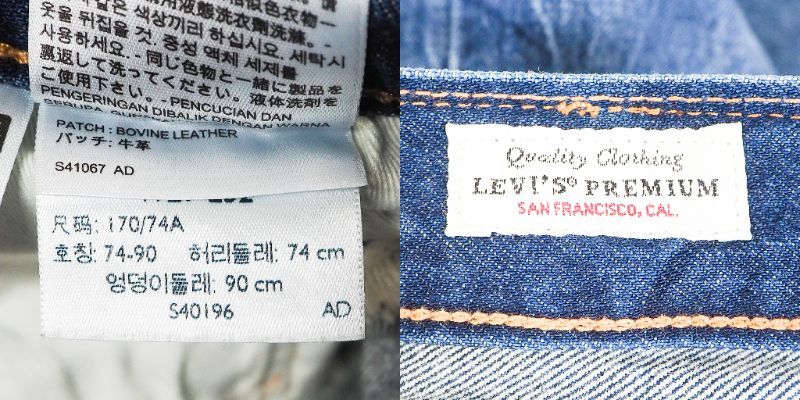 옷을 뒤집을 것. 중성 액체 세제를
사용하세요. - 同じ色物と一緒に製品を
裏返して洗ってください。液体洗剤を
ご使用下さい。 - PENCUCIAN DAN
PENGERINGAN DIBALIK DENGAN WARNA
PATCH: BOVINE LEATHER
パッチ: 牛革
S41067 AD
尺码: 170/74A
호칭: 74-90 허리둘레: 74 cm
엉덩이둘레: 90 cm
S40196 AD
Quality Clothing
LEVI'S® PREMIUM
SAN FRANCISCO, CAL.